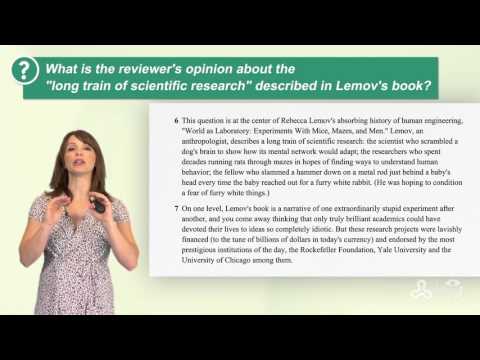 ?
What is the reviewer's opinion about the
"long train of scientific research" described in Lemov's book?
6 This question is at the center of Rebecca Lemov's absorbing history of human engineering,
"World as Laboratory: Experiments With Mice, Mazes, and Men." Lemov, an
anthropologist, describes a long train of scientific research: the scientist who scrambled a
dog's brain to show how its mental network would adapt; the researchers who spent
decades running rats through mazes in hopes of finding ways to understand human
behavior; the fellow who slammed a hammer down on a metal rod just behind a baby's
head every time the baby reached out for a furry white rabbit. (He was hoping to condition
a fear of furry white things.)
7 On one level, Lemov's book is a narrative of one extraordinarily stupid experiment after
another, and you come away thinking that only truly brilliant academics could have
devoted their lives to ideas so completely idiotic. But these research projects were lavishly
financed (to the tune of billions of dollars in today's currency) and endorsed by the most
prestigious institutions of the day, the Rockefeller Foundation, Yale University and the
University of Chicago among them.